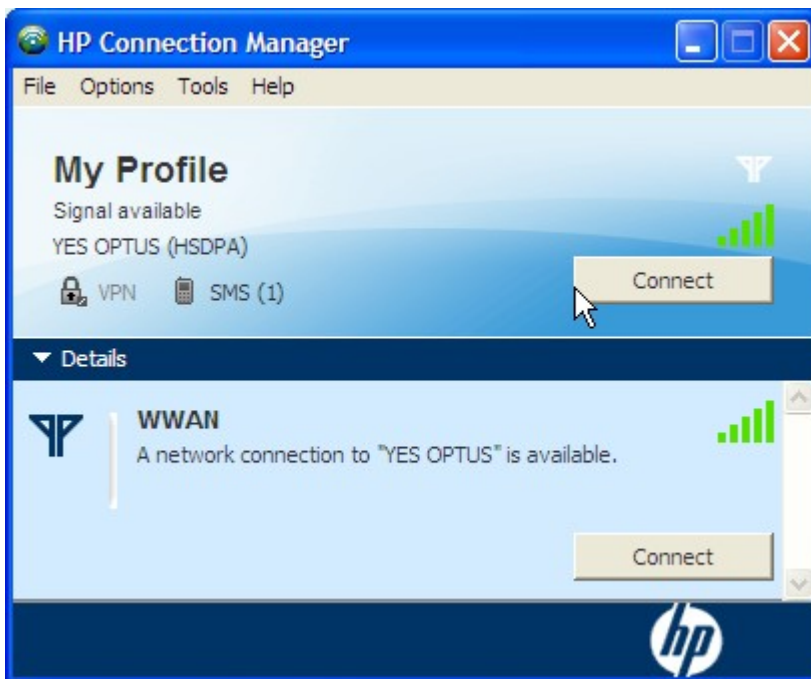 HP Connection Manager
File Options Tools Help
My Profile
Signal available
YES OPTUS (HSDPA)
VPN SMS (1)
Connect
Details
WWAN
A network connection to "YES OPTUS" is available.
Connect
hp